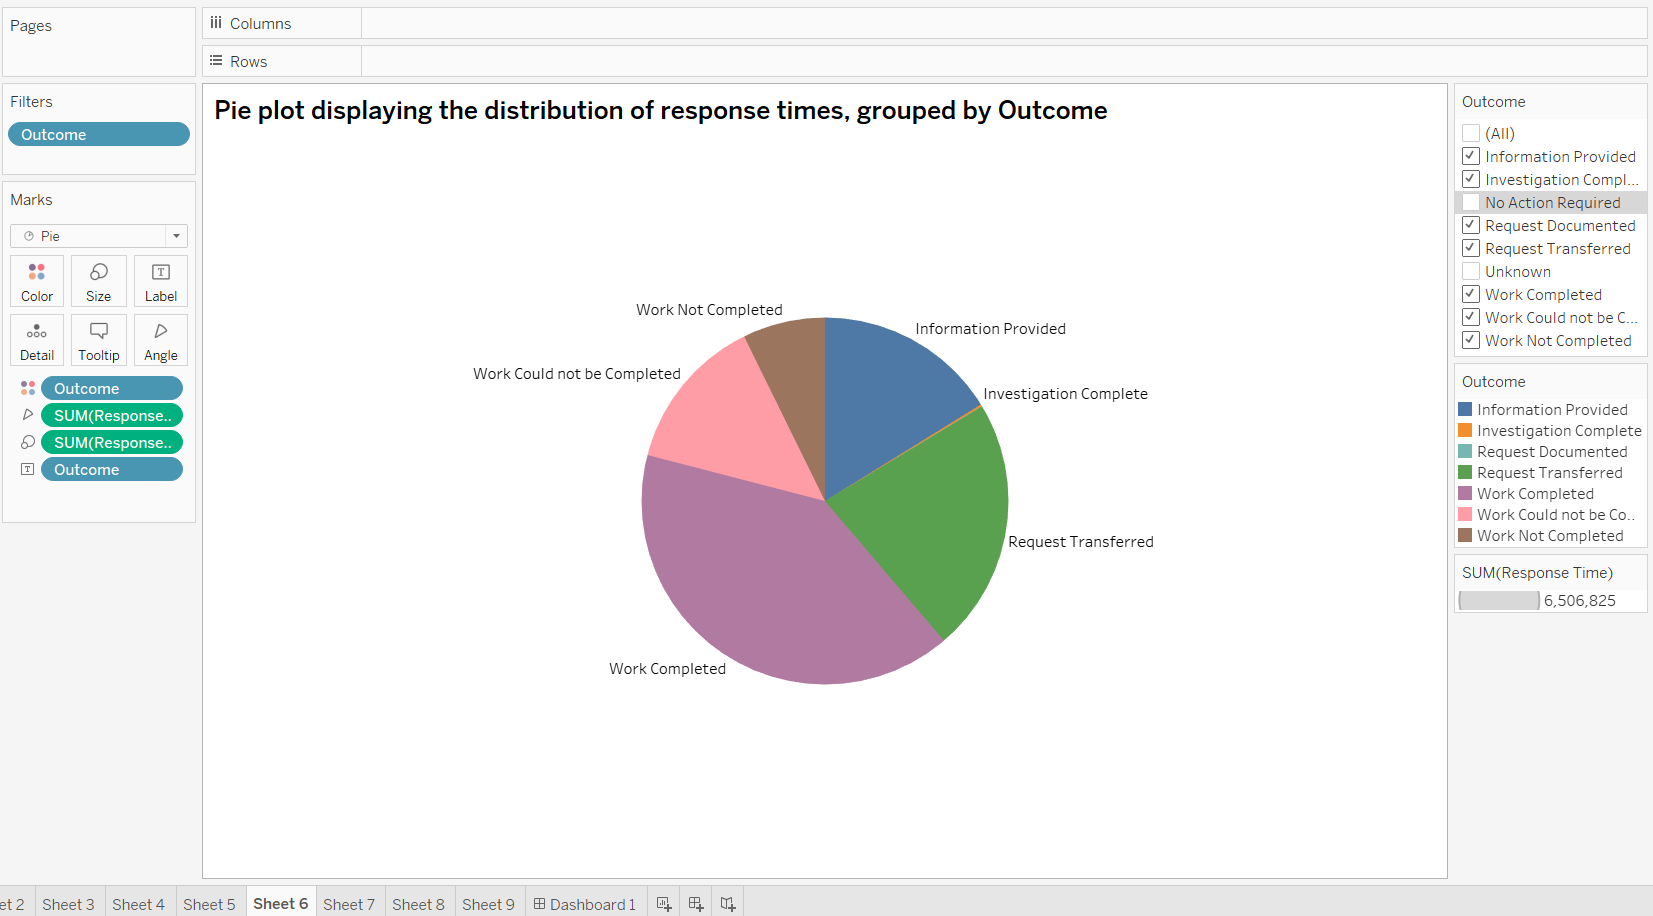 Pages
Columns
Rows
Filters
Outcome
Marks
Pie
Color
Size
Label
Detail
Tooltip
Angle
Outcome
SUM(Response..
SUM(Response..
Outcome
Pie plot displaying the distribution of response times, grouped by Outcome
Work Not Completed
Information Provided
Work Could not be Completed
Investigation Complete
Request Transferred
Work Completed
Outcome
(All)
Information Provided
Investigation Compl...
No Action Required
Request Documented
Request Transferred
Unknown
Work Completed
Work Could not be C...
Work Not Completed
Outcome
Information Provided
Investigation Complete
Request Documented
Request Transferred
Work Completed
Work Could not be Co..
Work Not Completed
SUM(Response Time)
6,506,825
et 2
Sheet 3
Sheet 4
Sheet 5
Sheet 6
Sheet 7
Sheet 8
Sheet 9
Dashboard 1